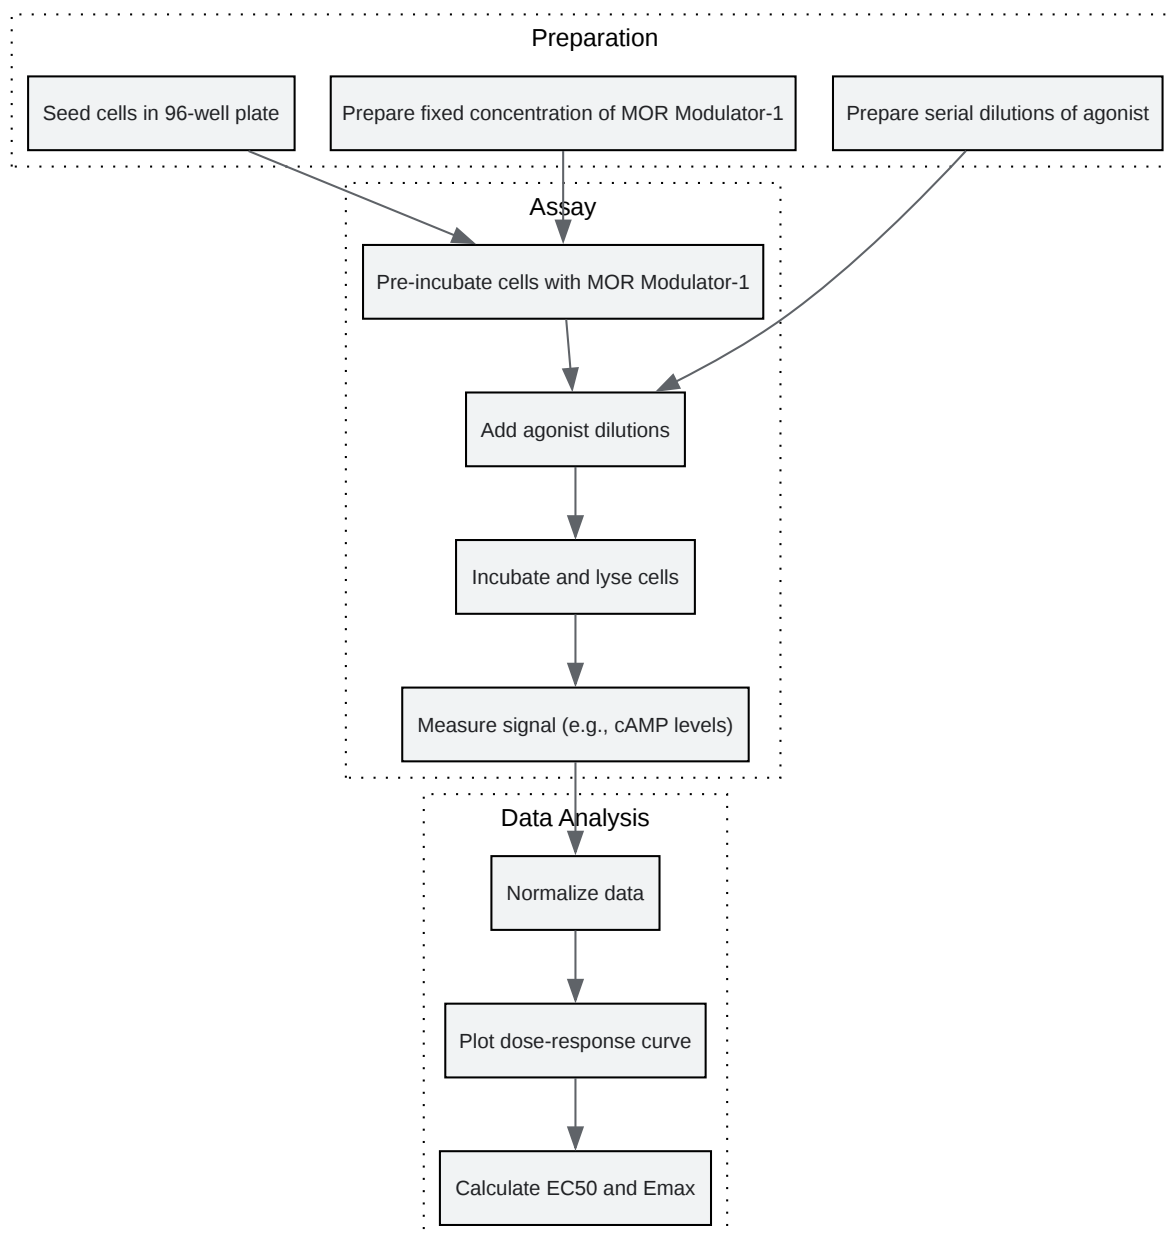 Preparation
Seed cells in 96-well plate
Prepare fixed concentration of MOR Modulator-1
Prepare serial dilutions of agonist
Assay
Pre-incubate cells with MOR Modulator-1
Add agonist dilutions
Incubate and lyse cells
Measure signal (e.g., cAMP levels)
Data Analysis
Normalize data
Plot dose-response curve
Calculate EC50 and Emax